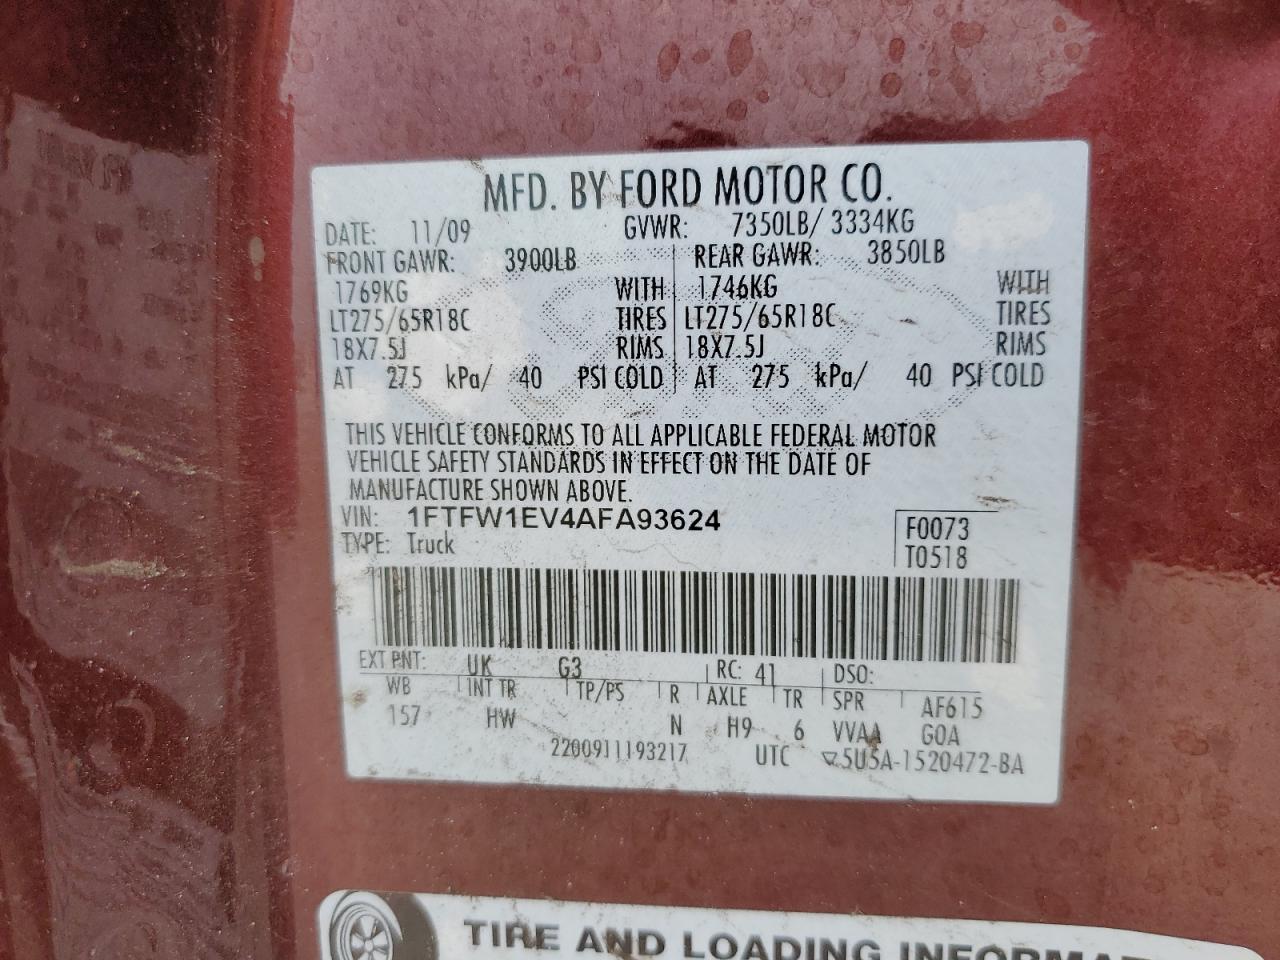 MFD. BY FORD MOTOR CO.
DATE: 11/09 GVWR: 7350LB/ 3334KG
FRONT GAWR: 3900LB REAR GAWR: 3850LB
1769KG WITH 1746KG WITH
LT275/65R18C TIRES LT275/65R18C TIRES
18X7.5J RIMS 18X7.5J RIMS
AT 275 kPa/ 40 PSI COLD AT 275 kPa/ 40 PSI COLD
THIS VEHICLE CONFORMS TO ALL APPLICABLE FEDERAL MOTOR
VEHICLE SAFETY STANDARDS IN EFFECT ON THE DATE OF
MANUFACTURE SHOWN ABOVE.
VIN: 1FTFW1EV4AFA93624 F0073
TYPE: Truck T0518
EXT PNT: UK G3 RC: 41 DSO:
WB INT TR TP/PS R AXLE TR SPR AF615
157 HW N H9 6 VVAA GOA
2200911193217 UTC ▽5U5A-1520472-BA
TIRE AND LOADING